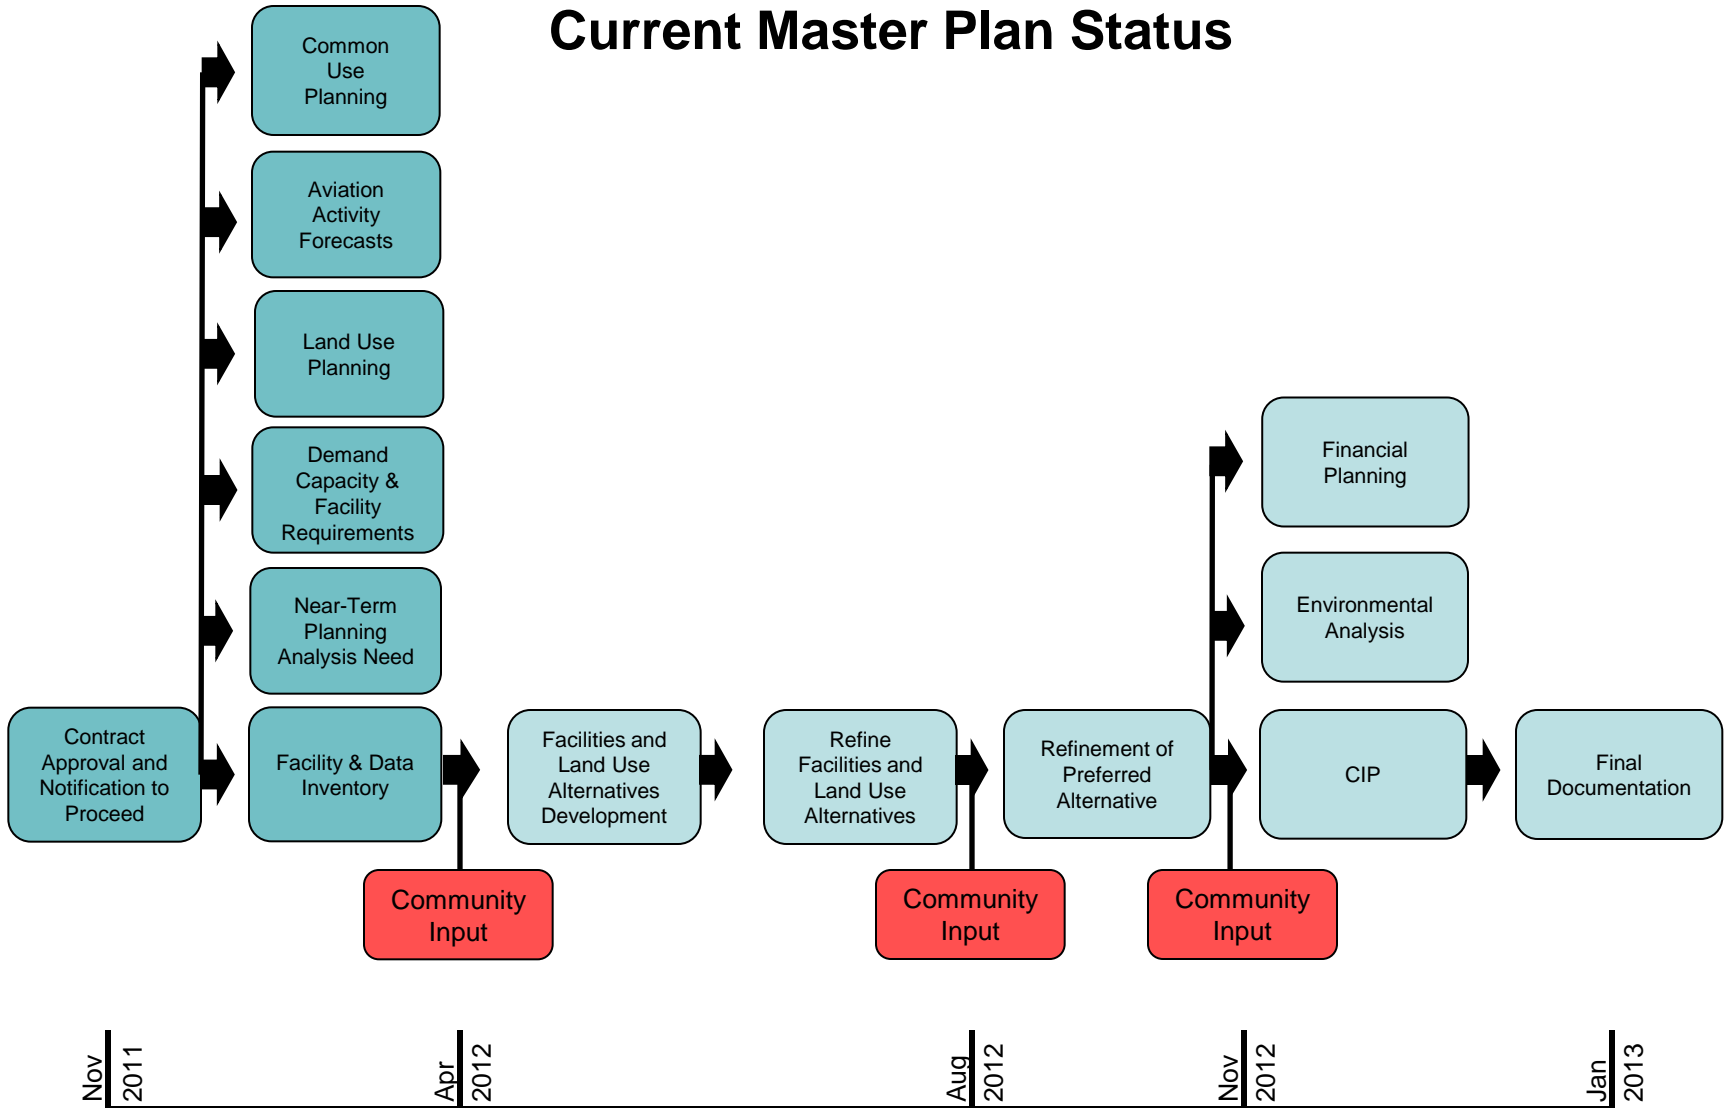 Current Master Plan Status
Common
Use
Planning
Aviation
Activity
Forecasts
Land Use
Planning
Demand
Capacity &
Facility
Requirements
Near-Term
Planning
Analysis Need
Contract
Approval and
Notification to
Proceed
Facility & Data
Inventory
Facilities and
Land Use
Alternatives
Development
Refine
Facilities and
Land Use
Alternatives
Refinement of
Preferred
Alternative
Financial
Planning
Environmental
Analysis
CIP
Final
Documentation
Community
Input
Community
Input
Community
Input
Nov
2011
Apr
2012
Aug
2012
Nov
2012
Jan
2013